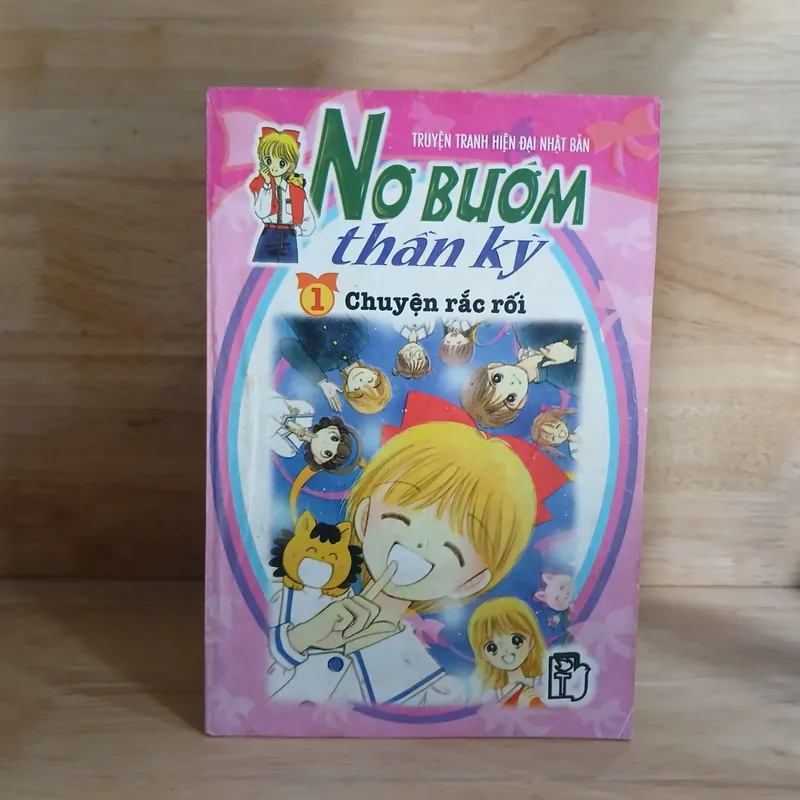 TRUYỆN TRANH HIỆN ĐẠI NHẬT BẢN
NƠ BƯỚM
thần kỳ
1 Chuyện rắc rối